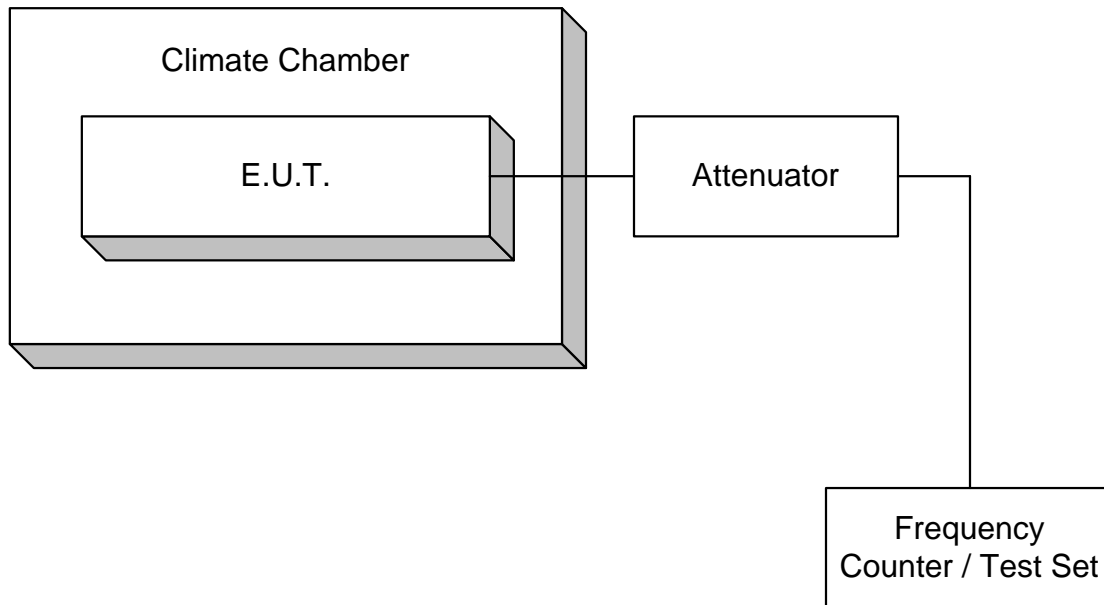 Climate Chamber
E.U.T.
Attenuator
Frequency
Counter / Test Set